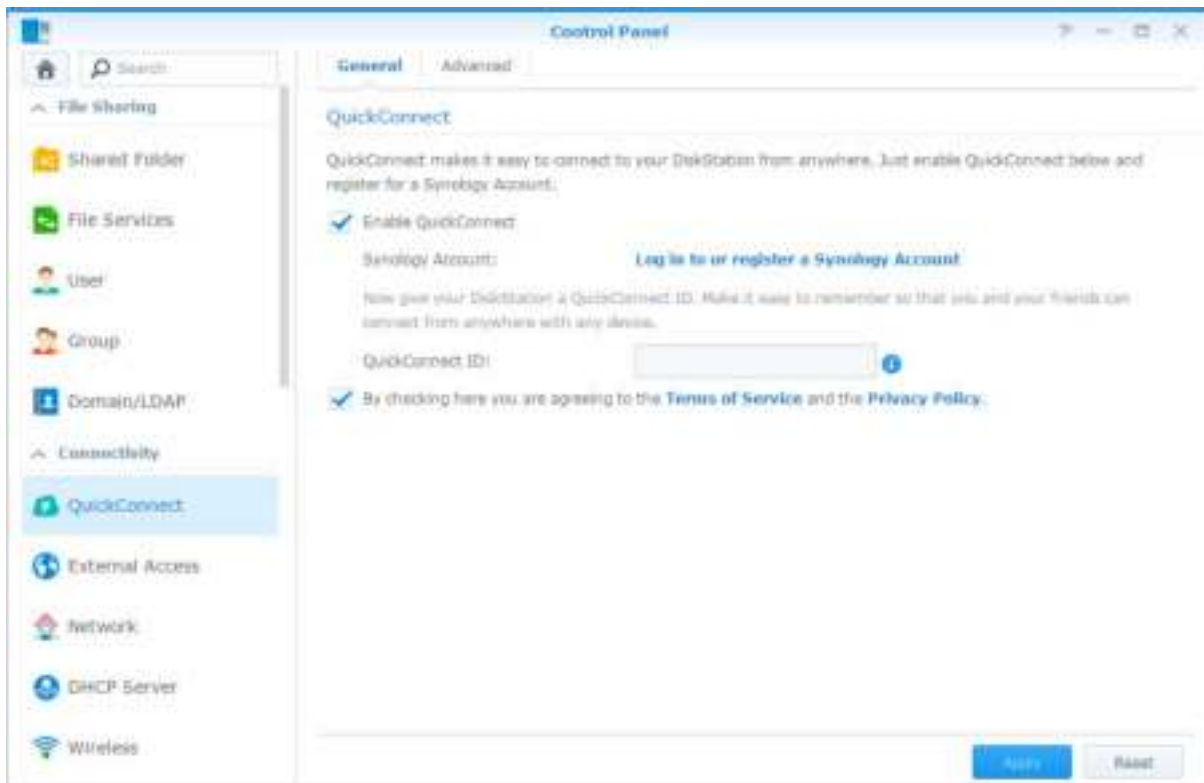 Control Panel
Search
General Advanced
File Sharing
Shared Folder
File Services
User
Group
Domain/LDAP
Connectivity
QuickConnect
External Access
Network
DHCP Server
Wireless
QuickConnect
QuickConnect makes it easy to connect to your DiskStation from anywhere. Just enable QuickConnect below and
register for a Synology Account.
Enable QuickConnect
Synology Account: Log in to or register a Synology Account
Now give your DiskStation a QuickConnect ID. Make it easy to remember so that you and your friends can
connect from anywhere with any device.
QuickConnect ID:
By checking here you are agreeing to the Terms of Service and the Privacy Policy.
Apply Reset